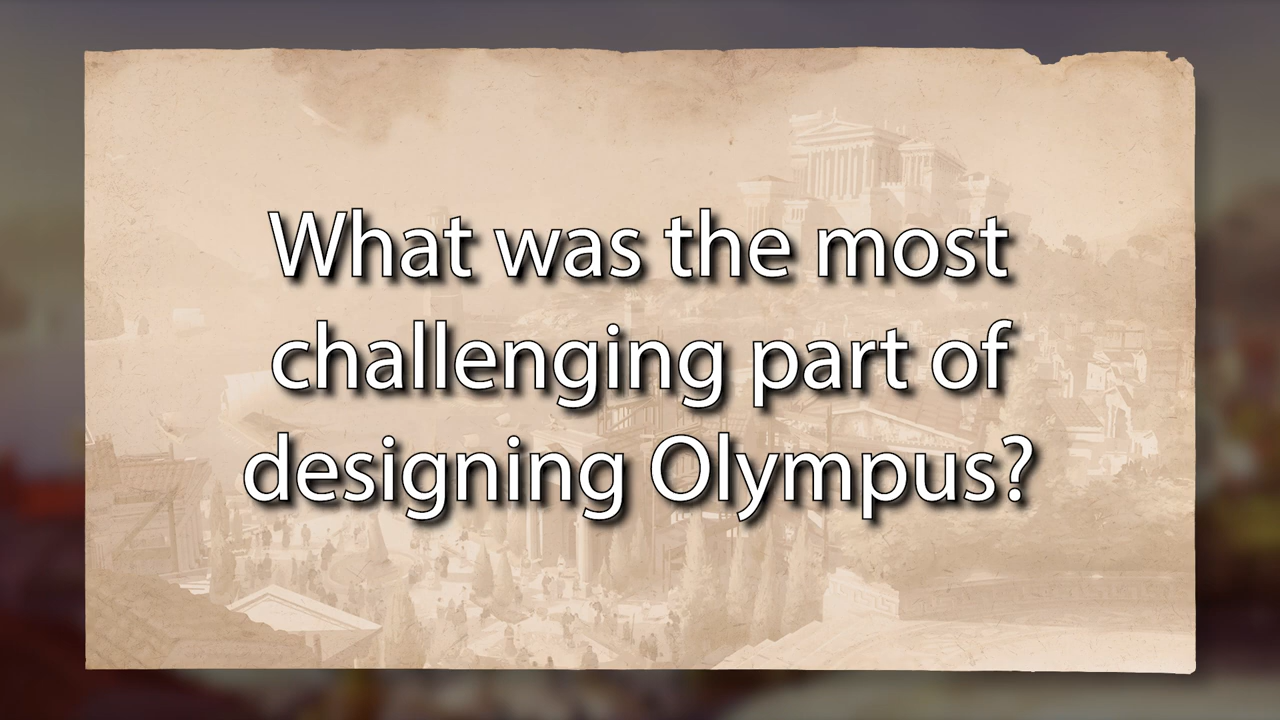 What was the most
challenging part of
designing Olympus?